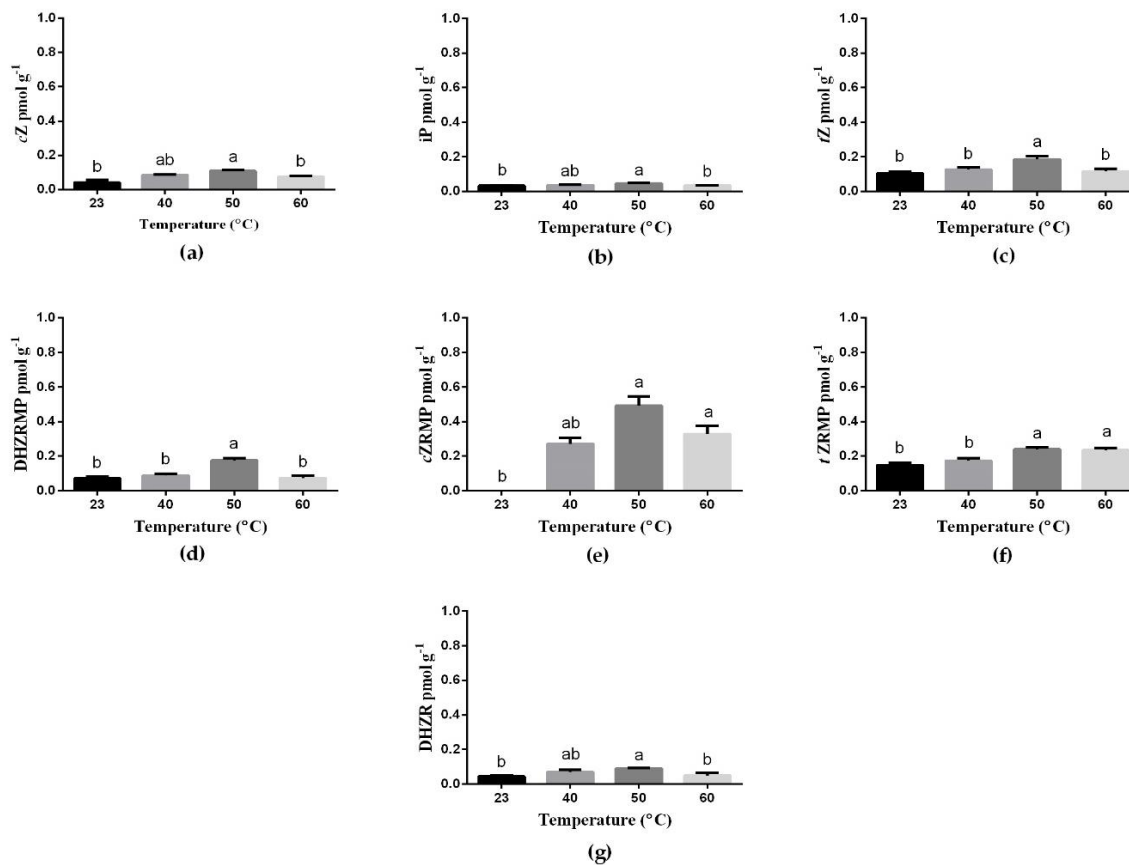 1.0
0.8
0.6
0.4
0.2
0.0
cZ pmol g⁻¹
b ab a b
23 40 50 60
Temperature (°C)
(a)
1.0
0.8
0.6
0.4
0.2
0.0
iP pmol g⁻¹
b ab a b
23 40 50 60
Temperature (°C)
(b)
1.0
0.8
0.6
0.4
0.2
0.0
tZ pmol g⁻¹
b b a b
23 40 50 60
Temperature (°C)
(c)
1.0
0.8
0.6
0.4
0.2
0.0
DHZRMP pmol g⁻¹
b b a b
23 40 50 60
Temperature (°C)
(d)
1.0
0.8
0.6
0.4
0.2
0.0
cZRMP pmol g⁻¹
b ab a a
23 40 50 60
Temperature (°C)
(e)
1.0
0.8
0.6
0.4
0.2
0.0
t ZRMP pmol g⁻¹
b b a a
23 40 50 60
Temperature (°C)
(f)
1.0
0.8
0.6
0.4
0.2
0.0
DHZR pmol g⁻¹
b ab a b
23 40 50 60
Temperature (°C)
(g)